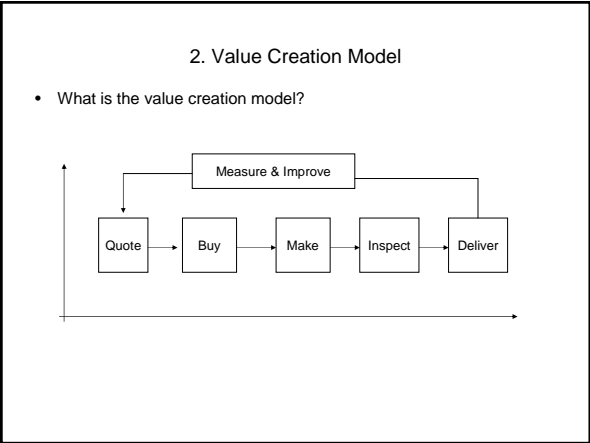 2. Value Creation Model
• What is the value creation model?
Measure & Improve
Quote
Buy
Make
Inspect
Deliver